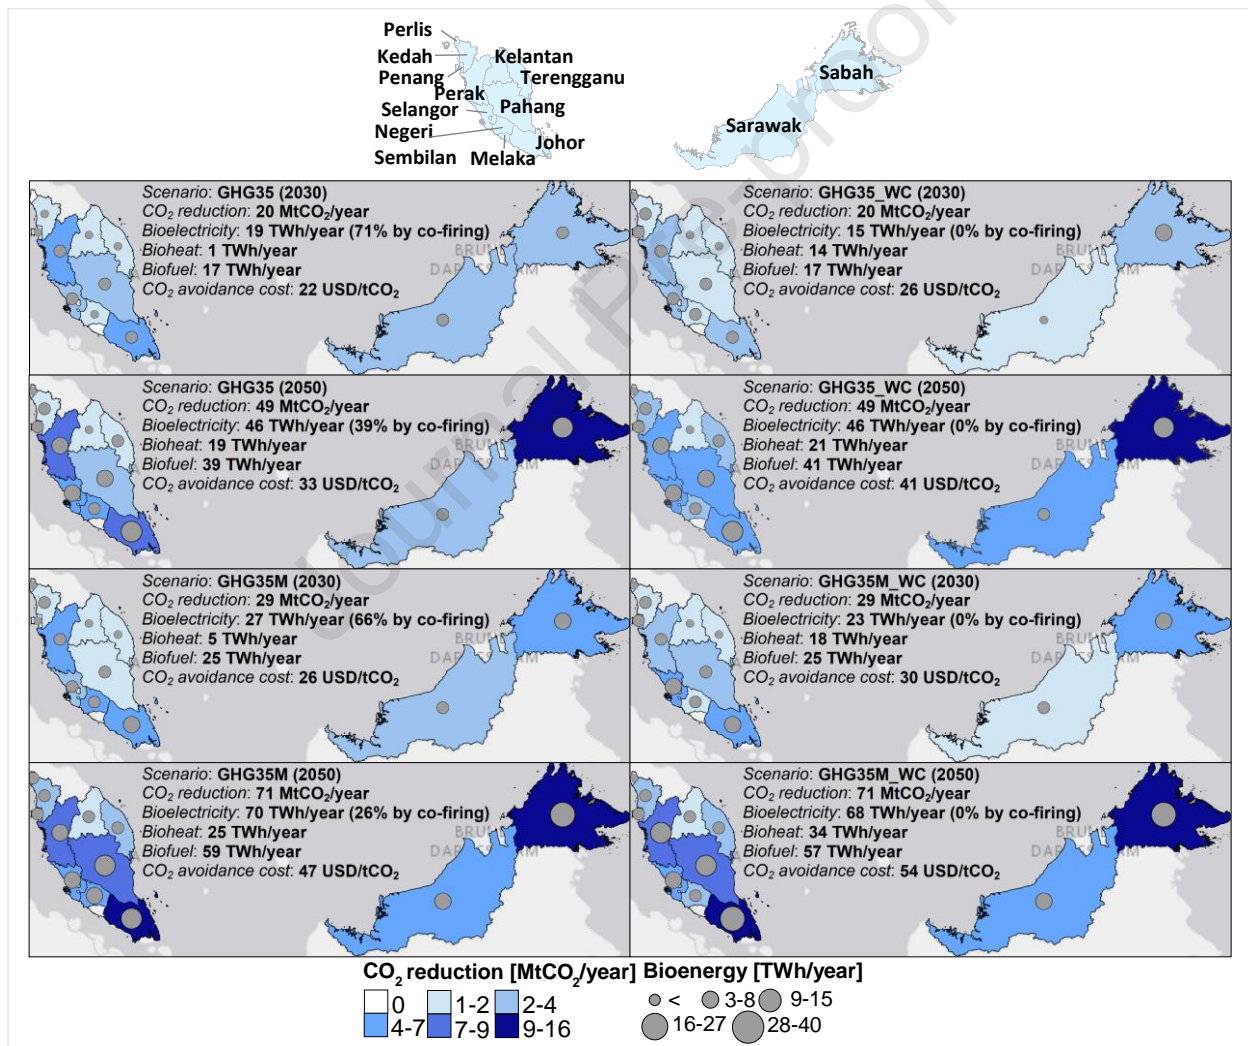 Perlis
Kedah
Kelantan
Penang
Terengganu
Perak
Selangor
Pahang
Negeri
Sembilan
Melaka
Johor
Sabah
Sarawak
Journal Pre-proo
Scenario: GHG35 (2030)
CO2 reduction: 20 MtCO2/year
Bioelectricity: 19 TWh/year (71% by co-firing)
Bioheat: 1 TWh/year
Biofuel: 17 TWh/year
CO2 avoidance cost: 22 USD/tCO2
Scenario: GHG35_WC (2030)
CO2 reduction: 20 MtCO2/year
Bioelectricity: 15 TWh/year (0% by co-firing)
Bioheat: 14 TWh/year
Biofuel: 17 TWh/year
CO2 avoidance cost: 26 USD/tCO2
Scenario: GHG35 (2050)
CO2 reduction: 49 MtCO2/year
Bioelectricity: 46 TWh/year (39% by co-firing)
Bioheat: 19 TWh/year
Biofuel: 39 TWh/year
CO2 avoidance cost: 33 USD/tCO2
Scenario: GHG35_WC (2050)
CO2 reduction: 49 MtCO2/year
Bioelectricity: 46 TWh/year (0% by co-firing)
Bioheat: 21 TWh/year
Biofuel: 41 TWh/year
CO2 avoidance cost: 41 USD/tCO2
Scenario: GHG35M (2030)
CO2 reduction: 29 MtCO2/year
Bioelectricity: 27 TWh/year (66% by co-firing)
Bioheat: 5 TWh/year
Biofuel: 25 TWh/year
CO2 avoidance cost: 26 USD/tCO2
Scenario: GHG35M_WC (2030)
CO2 reduction: 29 MtCO2/year
Bioelectricity: 23 TWh/year (0% by co-firing)
Bioheat: 18 TWh/year
Biofuel: 25 TWh/year
CO2 avoidance cost: 30 USD/tCO2
Scenario: GHG35M (2050)
CO2 reduction: 71 MtCO2/year
Bioelectricity: 70 TWh/year (26% by co-firing)
Bioheat: 25 TWh/year
Biofuel: 59 TWh/year
CO2 avoidance cost: 47 USD/tCO2
Scenario: GHG35M_WC (2050)
CO2 reduction: 71 MtCO2/year
Bioelectricity: 68 TWh/year (0% by co-firing)
Bioheat: 34 TWh/year
Biofuel: 57 TWh/year
CO2 avoidance cost: 54 USD/tCO2
CO2 reduction [MtCO2/year] Bioenergy [TWh/year]
0 1-2 2-4 < 3-8 9-15
4-7 7-9 9-16 16-27 28-40